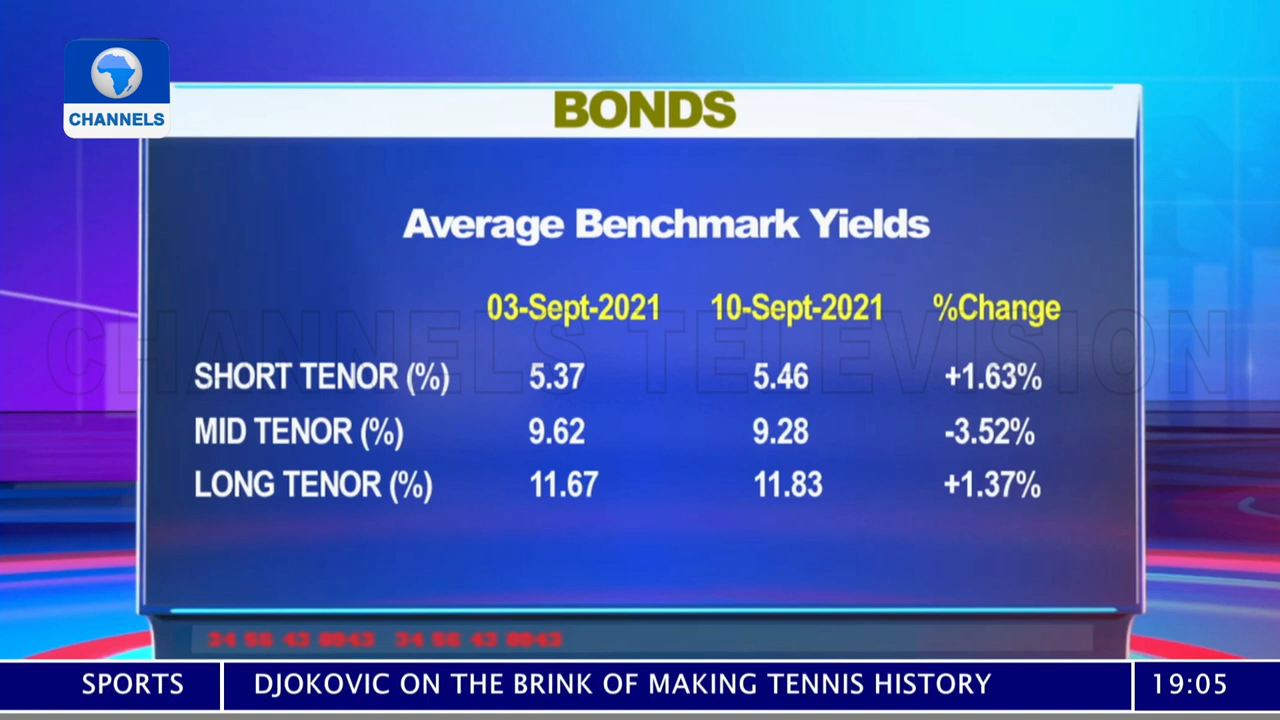 CHANNELS
BONDS
Average Benchmark Yields
03-Sept-2021 10-Sept-2021 %Change
CHANNELS TELEVISION
SHORT TENOR (%) 5.37 5.46 +1.63%
MID TENOR (%) 9.62 9.28 -3.52%
LONG TENOR (%) 11.67 11.83 +1.37%
SPORTS DJOKOVIC ON THE BRINK OF MAKING TENNIS HISTORY 19:05